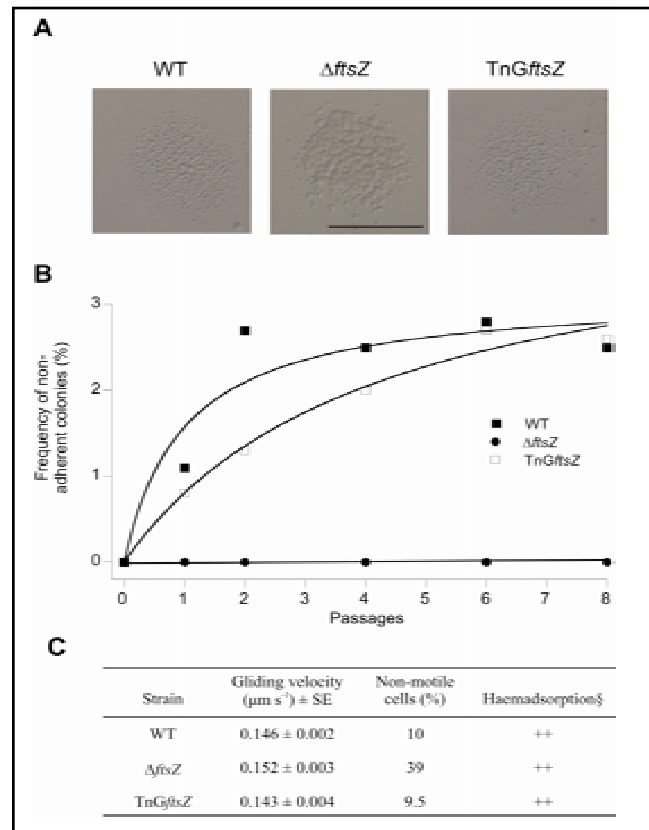 A
WT ΔftsZ TnGftsZ
B
3
2
1
0
Frequency of non-
adherent colonies (%)
WT
ΔftsZ
TnGftsZ
0 1 2 3 4 5 6 7 8
Passages
C
Strain Gliding velocity (µm s⁻¹) ± SE Non-motile cells (%) Haemadsorption§
WT 0.146 ± 0.002 10 ++
ΔftsZ 0.152 ± 0.003 39 ++
TnGftsZ 0.143 ± 0.004 9.5 ++